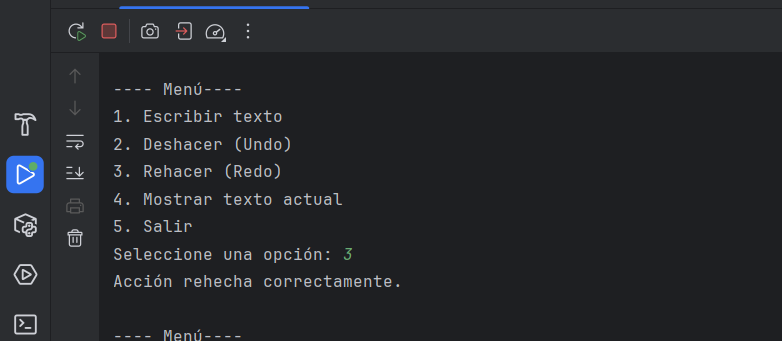 ---- Menú----
1. Escribir texto
2. Deshacer (Undo)
3. Rehacer (Redo)
4. Mostrar texto actual
5. Salir
Seleccione una opción: 3
Acción rehecha correctamente.
---- Menú----